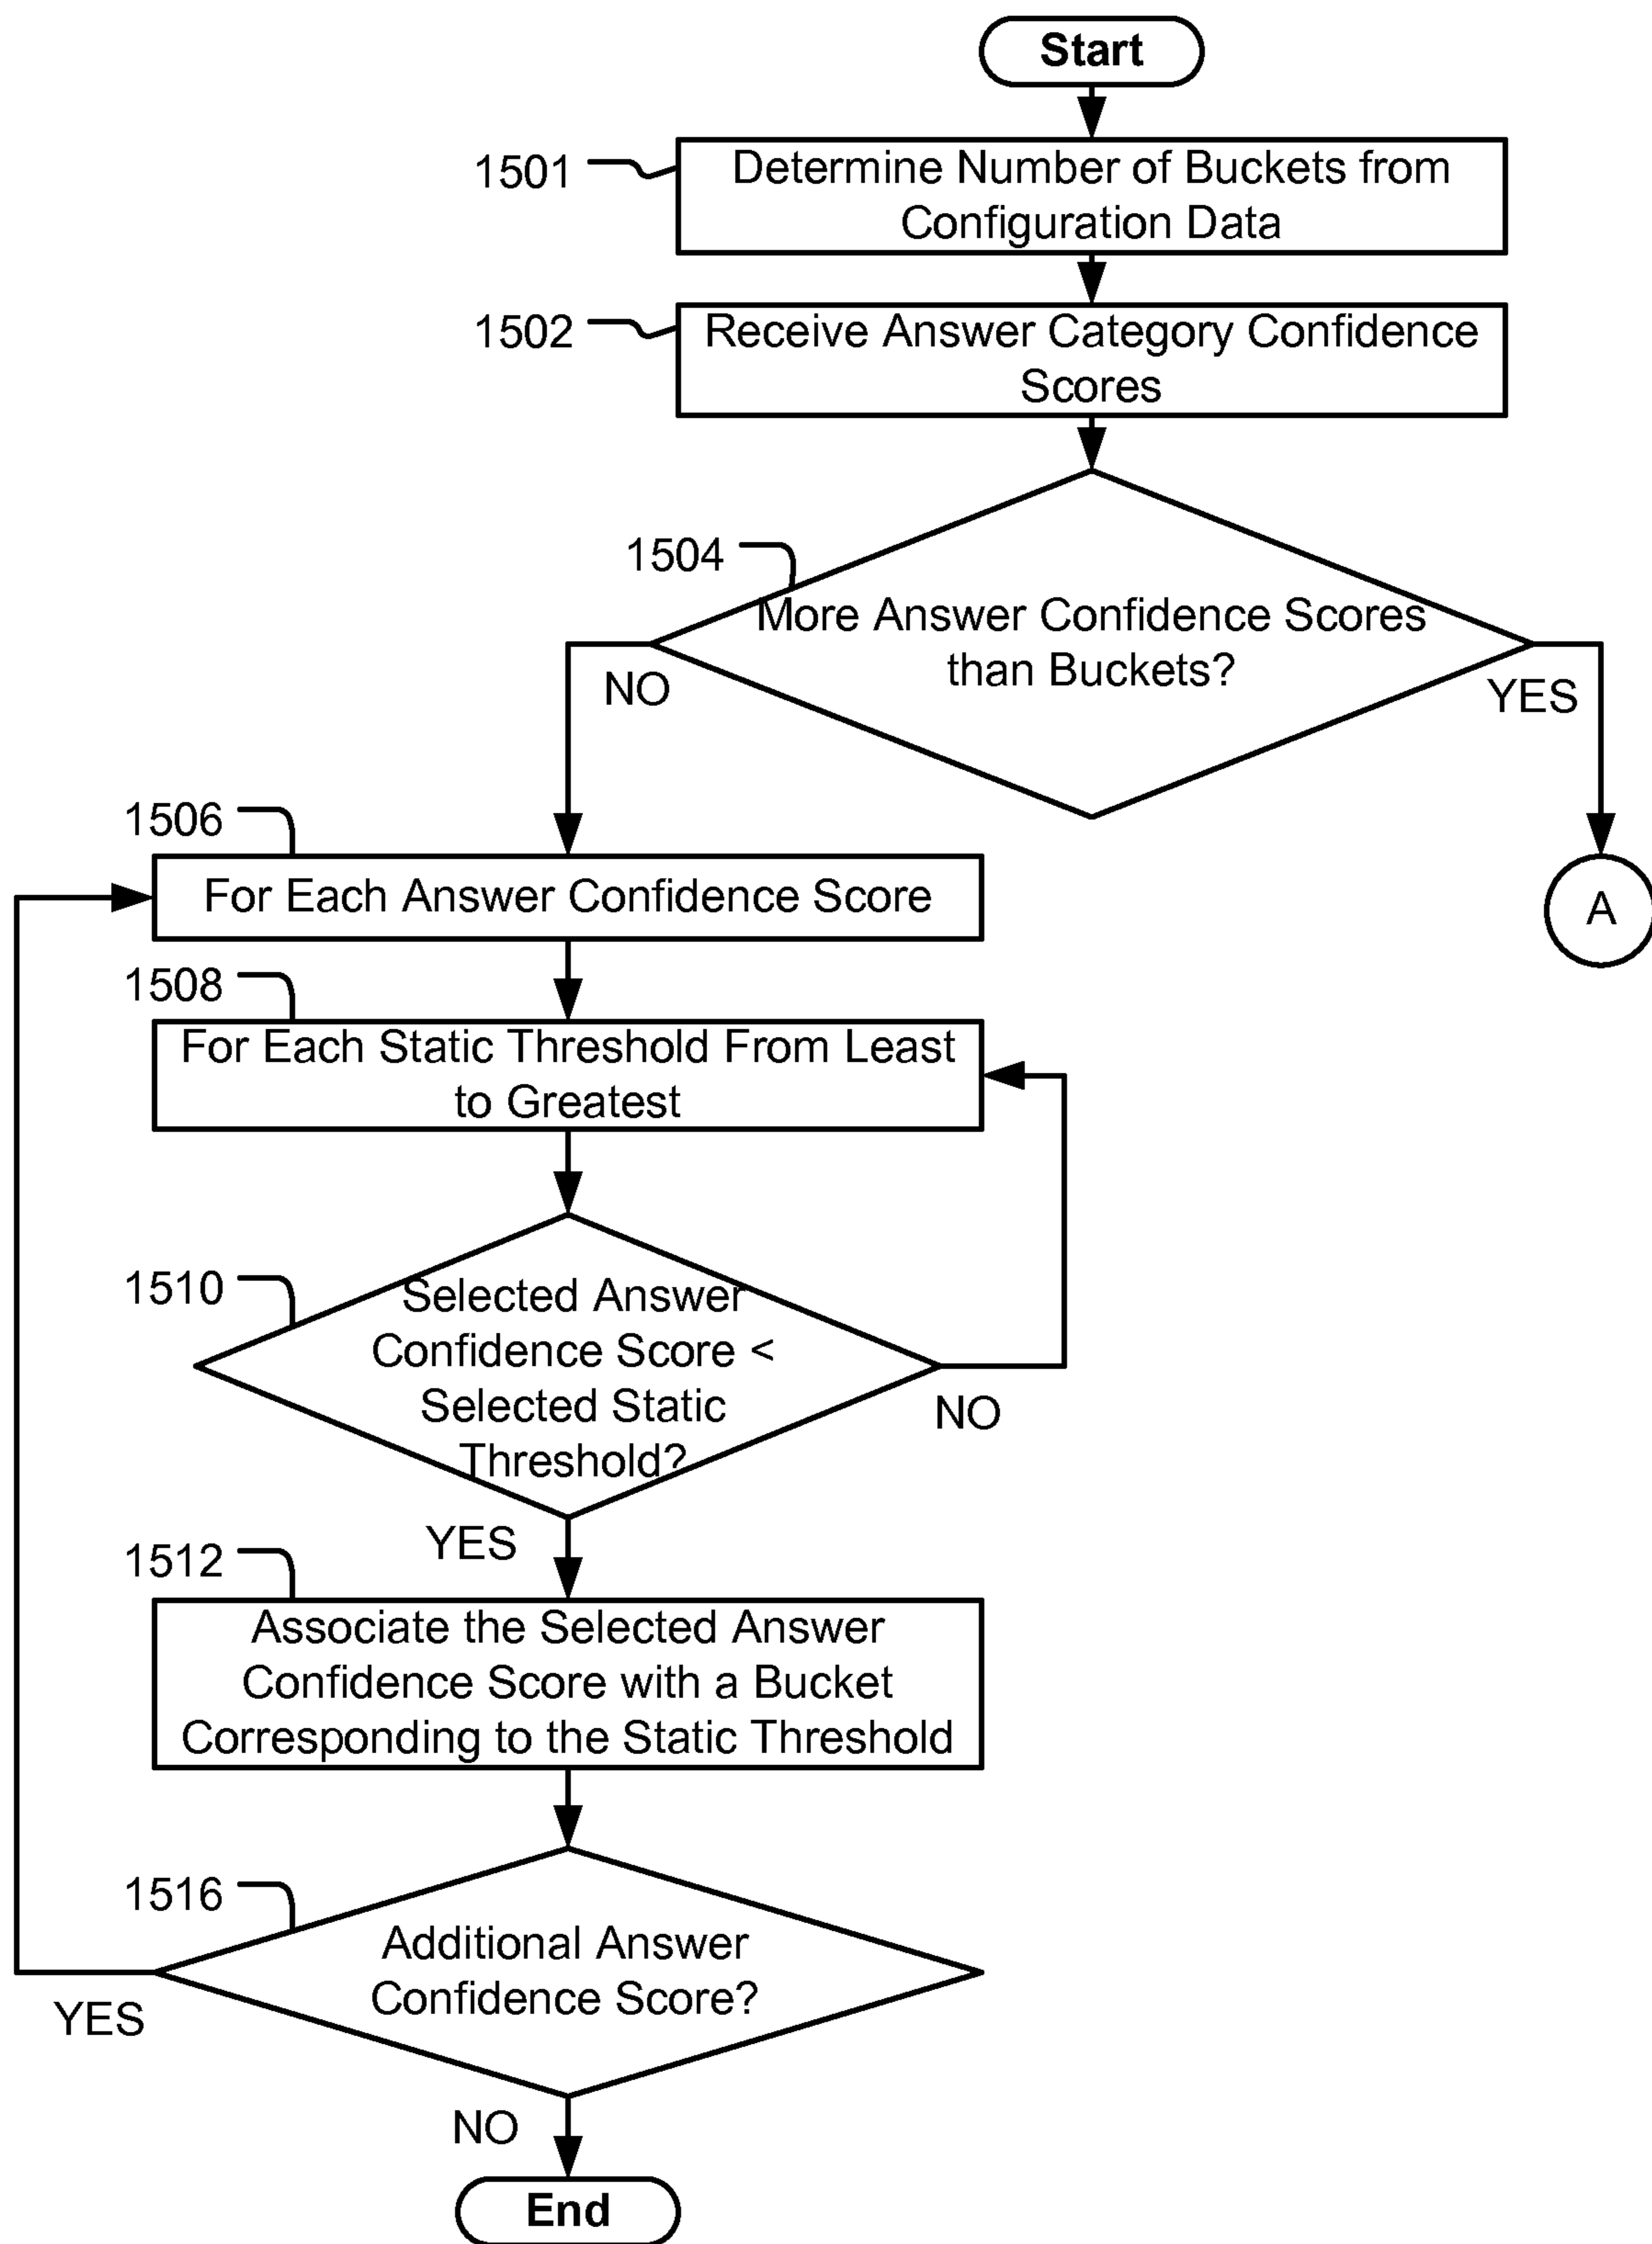 Start
1501
Determine Number of Buckets from
Configuration Data
1502
Receive Answer Category Confidence
Scores
1504
More Answer Confidence Scores
than Buckets?
NO
YES
1506
For Each Answer Confidence Score
A
1508
For Each Static Threshold From Least
to Greatest
1510
Selected Answer
Confidence Score <
Selected Static
Threshold?
NO
YES
1512
Associate the Selected Answer
Confidence Score with a Bucket
Corresponding to the Static Threshold
1516
Additional Answer
Confidence Score?
YES
NO
End